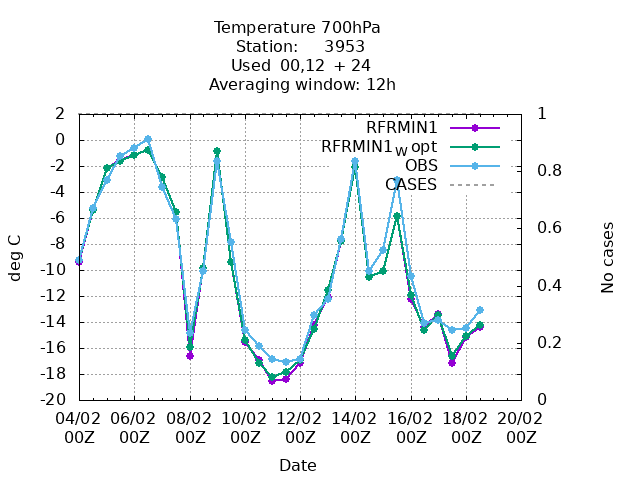 Temperature 700hPa
Station: 3953
Used 00,12 + 24
Averaging window: 12h
RFRMIN1
RFRMIN1w opt
OBS
CASES
2
0
-2
-4
-6
-8
-10
-12
-14
-16
-18
-20
1
0.8
0.6
0.4
0.2
0
deg C
No cases
04/02 06/02 08/02 10/02 12/02 14/02 16/02 18/02 20/02
00Z 00Z 00Z 00Z 00Z 00Z 00Z 00Z 00Z
Date